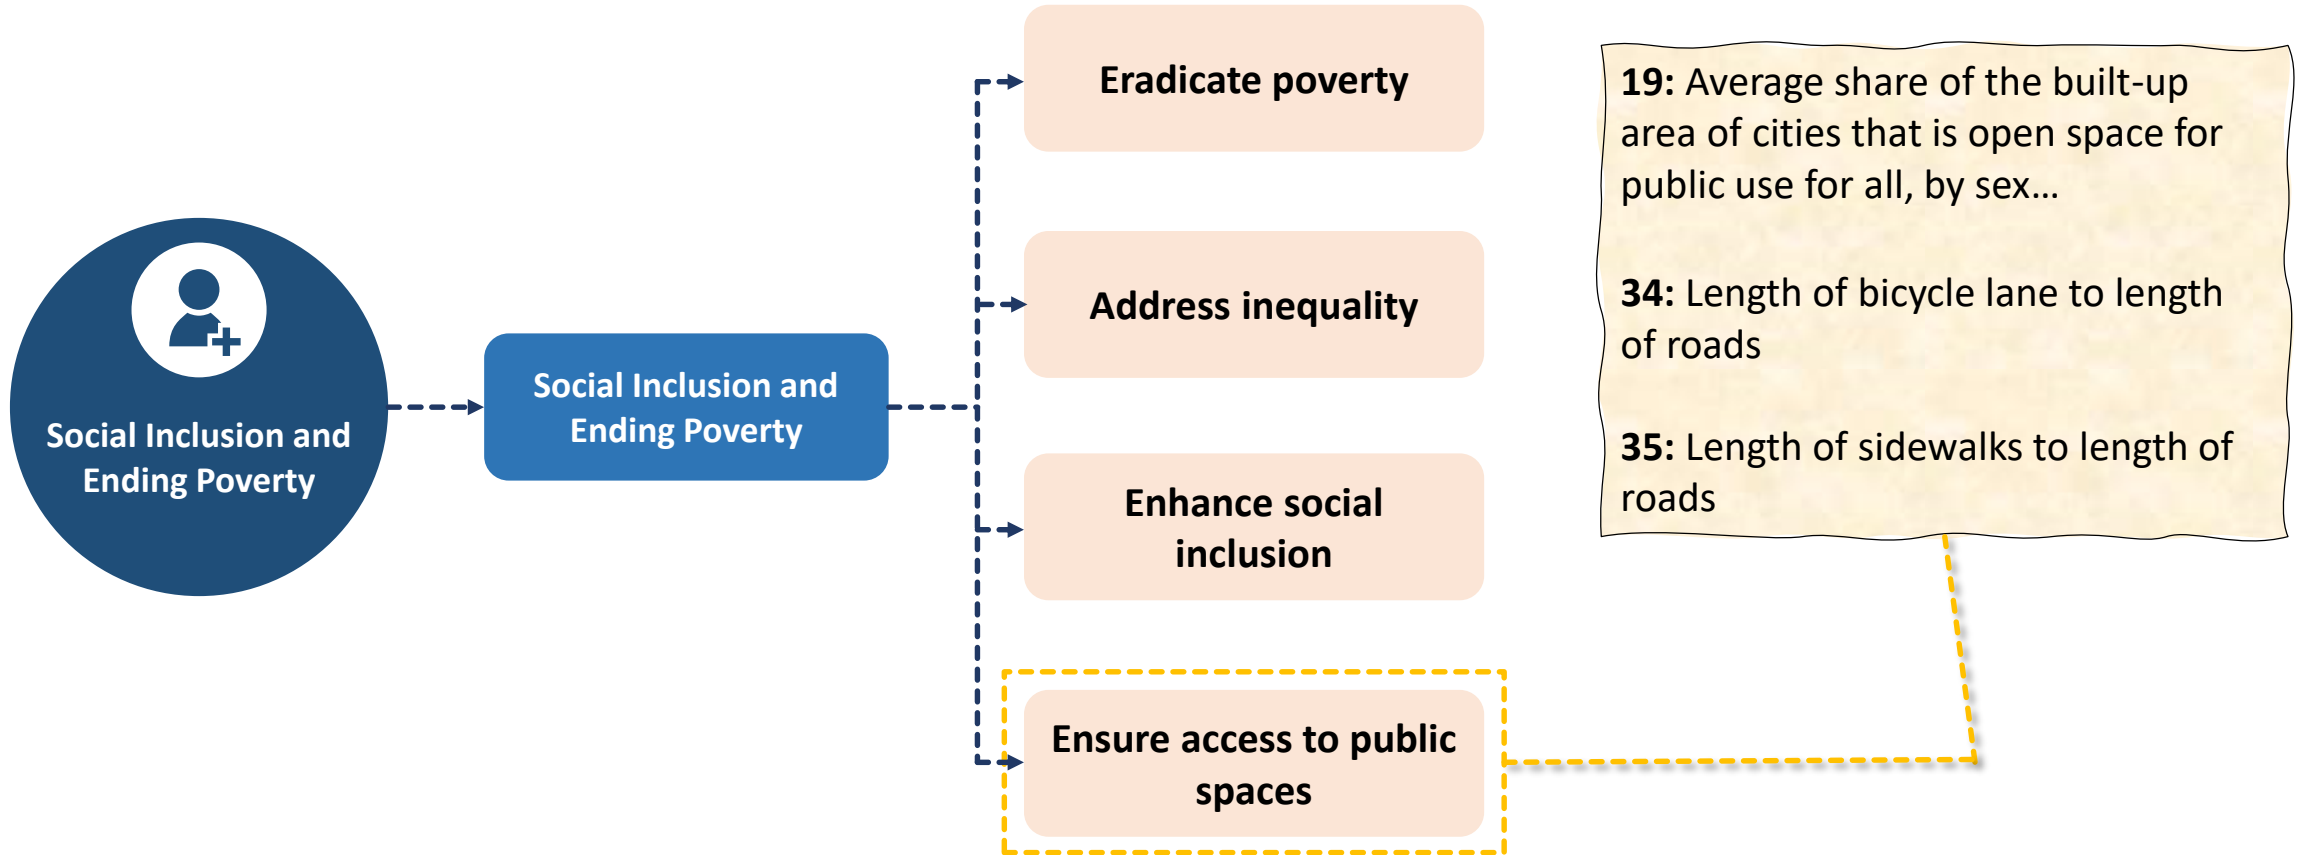 Social Inclusion and
Ending Poverty
Social Inclusion and
Ending Poverty
Eradicate poverty
Address inequality
Enhance social
inclusion
Ensure access to public
spaces
19: Average share of the built-up
area of cities that is open space for
public use for all, by sex…
34: Length of bicycle lane to length
of roads
35: Length of sidewalks to length of
roads